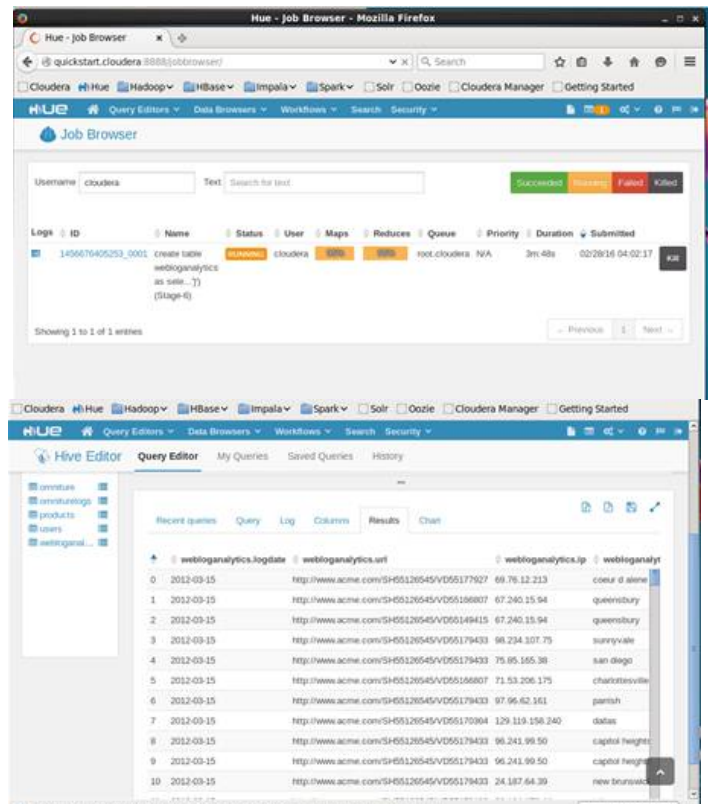 Hue - Job Browser - Mozilla Firefox
Hue - Job Browser
quickstart.cloudera:8888/jobbrowser/
Search
Cloudera Hue Hadoop HBase Impala Spark Solr Oozie Cloudera Manager Getting Started
HUE Query Editors Data Browsers Workflows Search Security
Job Browser
Username cloudera Text Search for text Succeeded Running Failed Killed
Logs ID Name Status User Maps Reduces Queue Priority Duration Submitted
1456676405253_0001 create table RUNNING cloudera root.cloudera N/A 3m:48s 02/28/16 04:02:17 Kill
webloganalytics
as sele...'})
(Stage-6)
Showing 1 to 1 of 1 entries
← Previous 1 Next →
Cloudera Hue Hadoop HBase Impala Spark Solr Oozie Cloudera Manager Getting Started
HUE Query Editors Data Browsers Workflows Search Security
Hive Editor Query Editor My Queries Saved Queries History
omniture
omniturelogs
products
users
webloganal...
Recent queries Query Log Columns Results Chart
webloganalytics.logdate webloganalytics.url webloganalytics.ip webloganalyt
0 2012-03-15 http://www.acme.com/SH55126545/VD55177927 69.76.12.213 coeur d alene
1 2012-03-15 http://www.acme.com/SH55126545/VD55166807 67.240.15.94 queensbury
2 2012-03-15 http://www.acme.com/SH55126545/VD55149415 67.240.15.94 queensbury
3 2012-03-15 http://www.acme.com/SH55126545/VD55179433 98.234.107.75 sunnyvale
4 2012-03-15 http://www.acme.com/SH55126545/VD55179433 75.85.165.38 san diego
5 2012-03-15 http://www.acme.com/SH55126545/VD55166807 71.53.206.175 charlottesville
6 2012-03-15 http://www.acme.com/SH55126545/VD55179433 97.96.62.161 parrish
7 2012-03-15 http://www.acme.com/SH55126545/VD55170364 129.119.158.240 dallas
8 2012-03-15 http://www.acme.com/SH55126545/VD55179433 96.241.99.50 capitol heights
9 2012-03-15 http://www.acme.com/SH55126545/VD55179433 96.241.99.50 capitol height
10 2012-03-15 http://www.acme.com/SH55126545/VD55179433 24.187.64.39 new brunswick